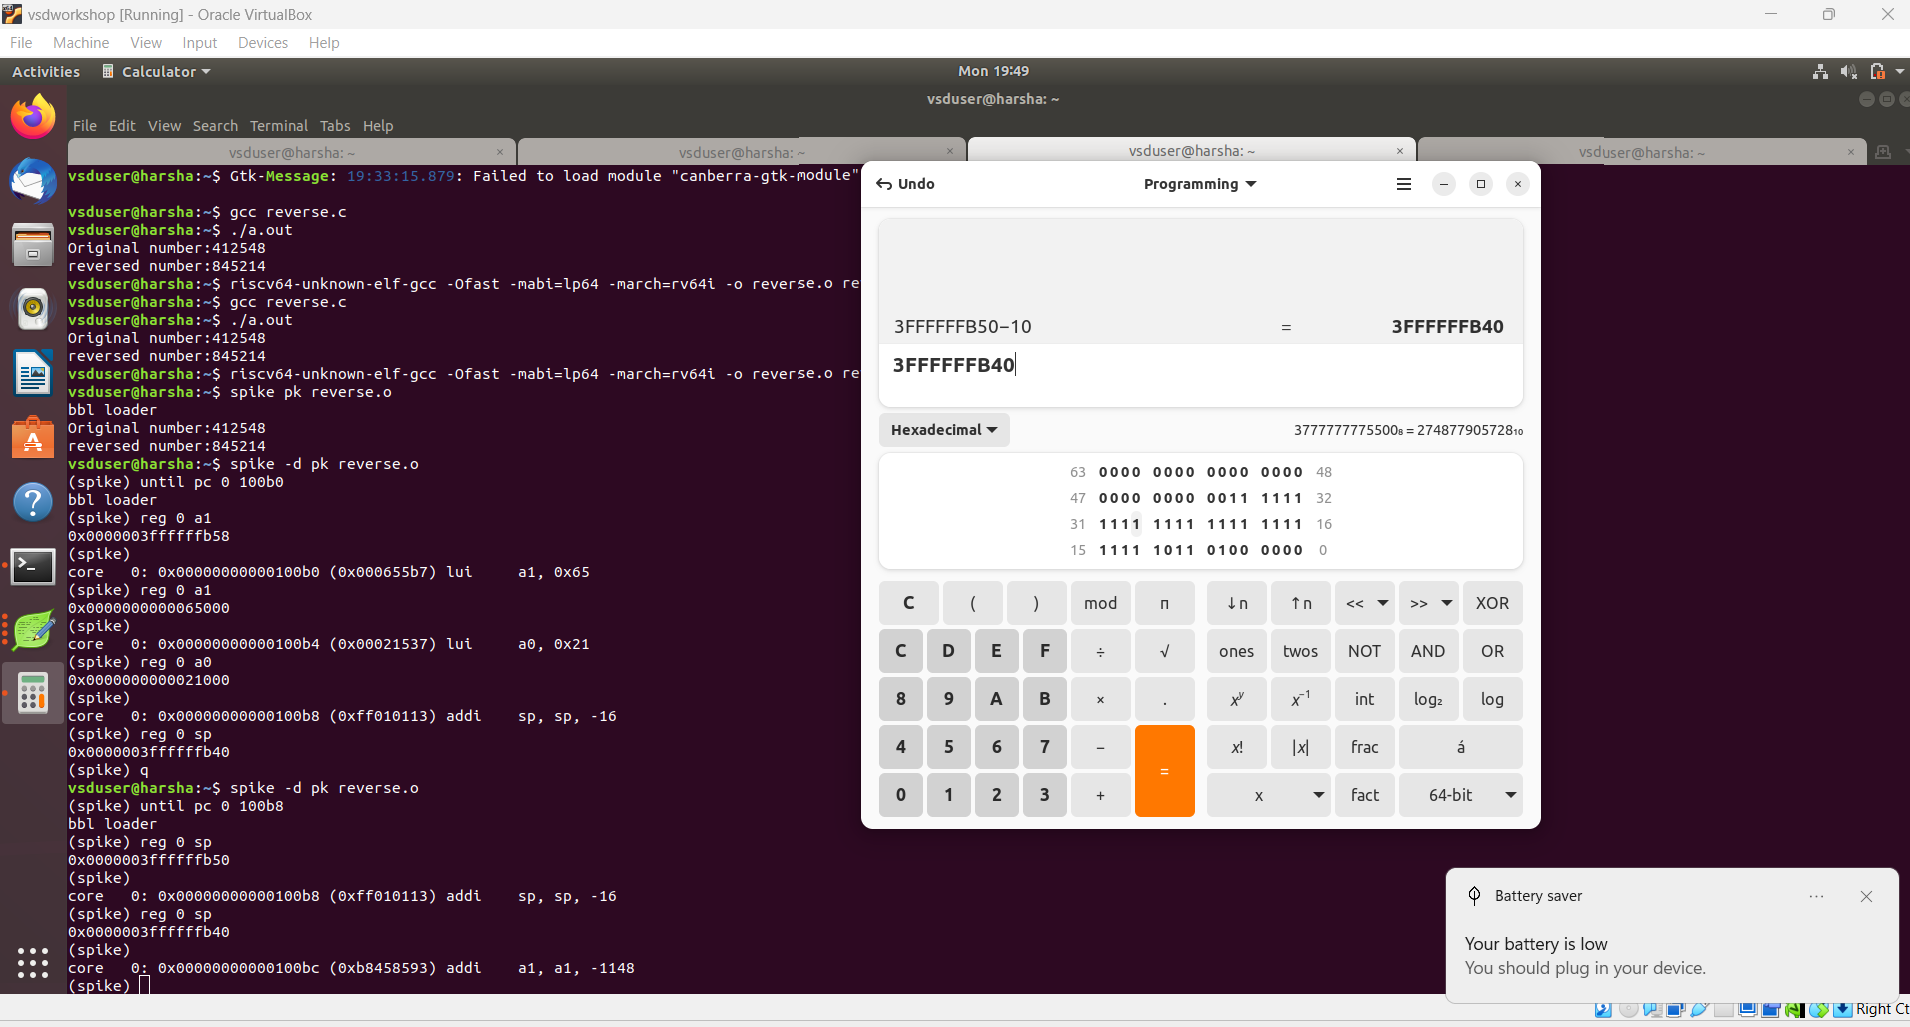 vsdworkshop [Running] - Oracle VirtualBox
File Machine View Input Devices Help
Activities Calculator Mon 19:49
vsduser@harsha: ~
File Edit View Search Terminal Tabs Help
vsduser@harsha: ~ × vsduser@harsha: ~ × vsduser@harsha: ~ × vsduser@harsha: ~ ×
vsduser@harsha:~$ Gtk-Message: 19:33:15.879: Failed to load module "canberra-gtk-module"
vsduser@harsha:~$ gcc reverse.c
vsduser@harsha:~$ ./a.out
Original number:412548
reversed number:845214
vsduser@harsha:~$ riscv64-unknown-elf-gcc -Ofast -mabi=lp64 -march=rv64i -o reverse.o re
vsduser@harsha:~$ gcc reverse.c
vsduser@harsha:~$ ./a.out
Original number:412548
reversed number:845214
vsduser@harsha:~$ riscv64-unknown-elf-gcc -Ofast -mabi=lp64 -march=rv64i -o reverse.o re
vsduser@harsha:~$ spike pk reverse.o
bbl loader
Original number:412548
reversed number:845214
vsduser@harsha:~$ spike -d pk reverse.o
(spike) until pc 0 100b0
bbl loader
(spike) reg 0 a1
0x0000003ffffffb58
(spike)
core   0: 0x00000000000100b0 (0x000655b7) lui     a1, 0x65
(spike) reg 0 a1
0x0000000000065000
(spike)
core   0: 0x00000000000100b4 (0x00021537) lui     a0, 0x21
(spike) reg 0 a0
0x0000000000021000
(spike)
core   0: 0x00000000000100b8 (0xff010113) addi    sp, sp, -16
(spike) reg 0 sp
0x0000003ffffffb40
(spike) q
vsduser@harsha:~$ spike -d pk reverse.o
(spike) until pc 0 100b8
bbl loader
(spike) reg 0 sp
0x0000003ffffffb50
(spike)
core   0: 0x00000000000100b8 (0xff010113) addi    sp, sp, -16
(spike) reg 0 sp
0x0000003ffffffb40
(spike)
core   0: 0x00000000000100bc (0xb8458593) addi    a1, a1, -1148
(spike)
Undo Programming
3FFFFFFB50−10 = 3FFFFFFB40
3FFFFFFB40
Hexadecimal 3777777775500₈ = 274877905728₁₀
63 0000 0000 0000 0000 48
47 0000 0000 0011 1111 32
31 1111 1111 1111 1111 16
15 1111 1011 0100 0000 0
C ( ) mod π ↓n ↑n << >> XOR
C D E F ÷ √ ones twos NOT AND OR
8 9 A B × . xʸ x⁻¹ int log₂ log
4 5 6 7 − = x! |x| frac á
0 1 2 3 + x fact 64-bit
Battery saver
Your battery is low
You should plug in your device.
Right Ct